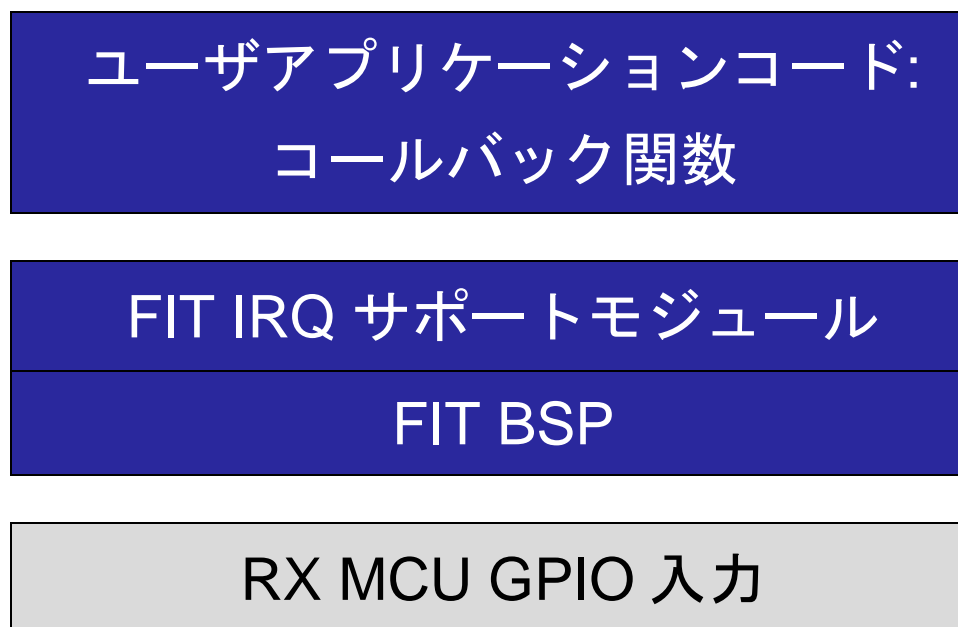 ユーザアプリケーションコード:
コールバック関数
FIT IRQ サポートモジュール
FIT BSP
RX MCU GPIO 入力